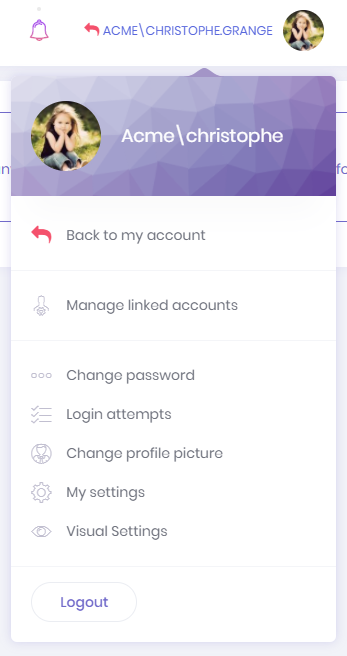 ACME\CHRISTOPHE.GRANGE
Acme\christophe
Back to my account
Manage linked accounts
Change password
Login attempts
Change profile picture
My settings
Visual Settings
Logout